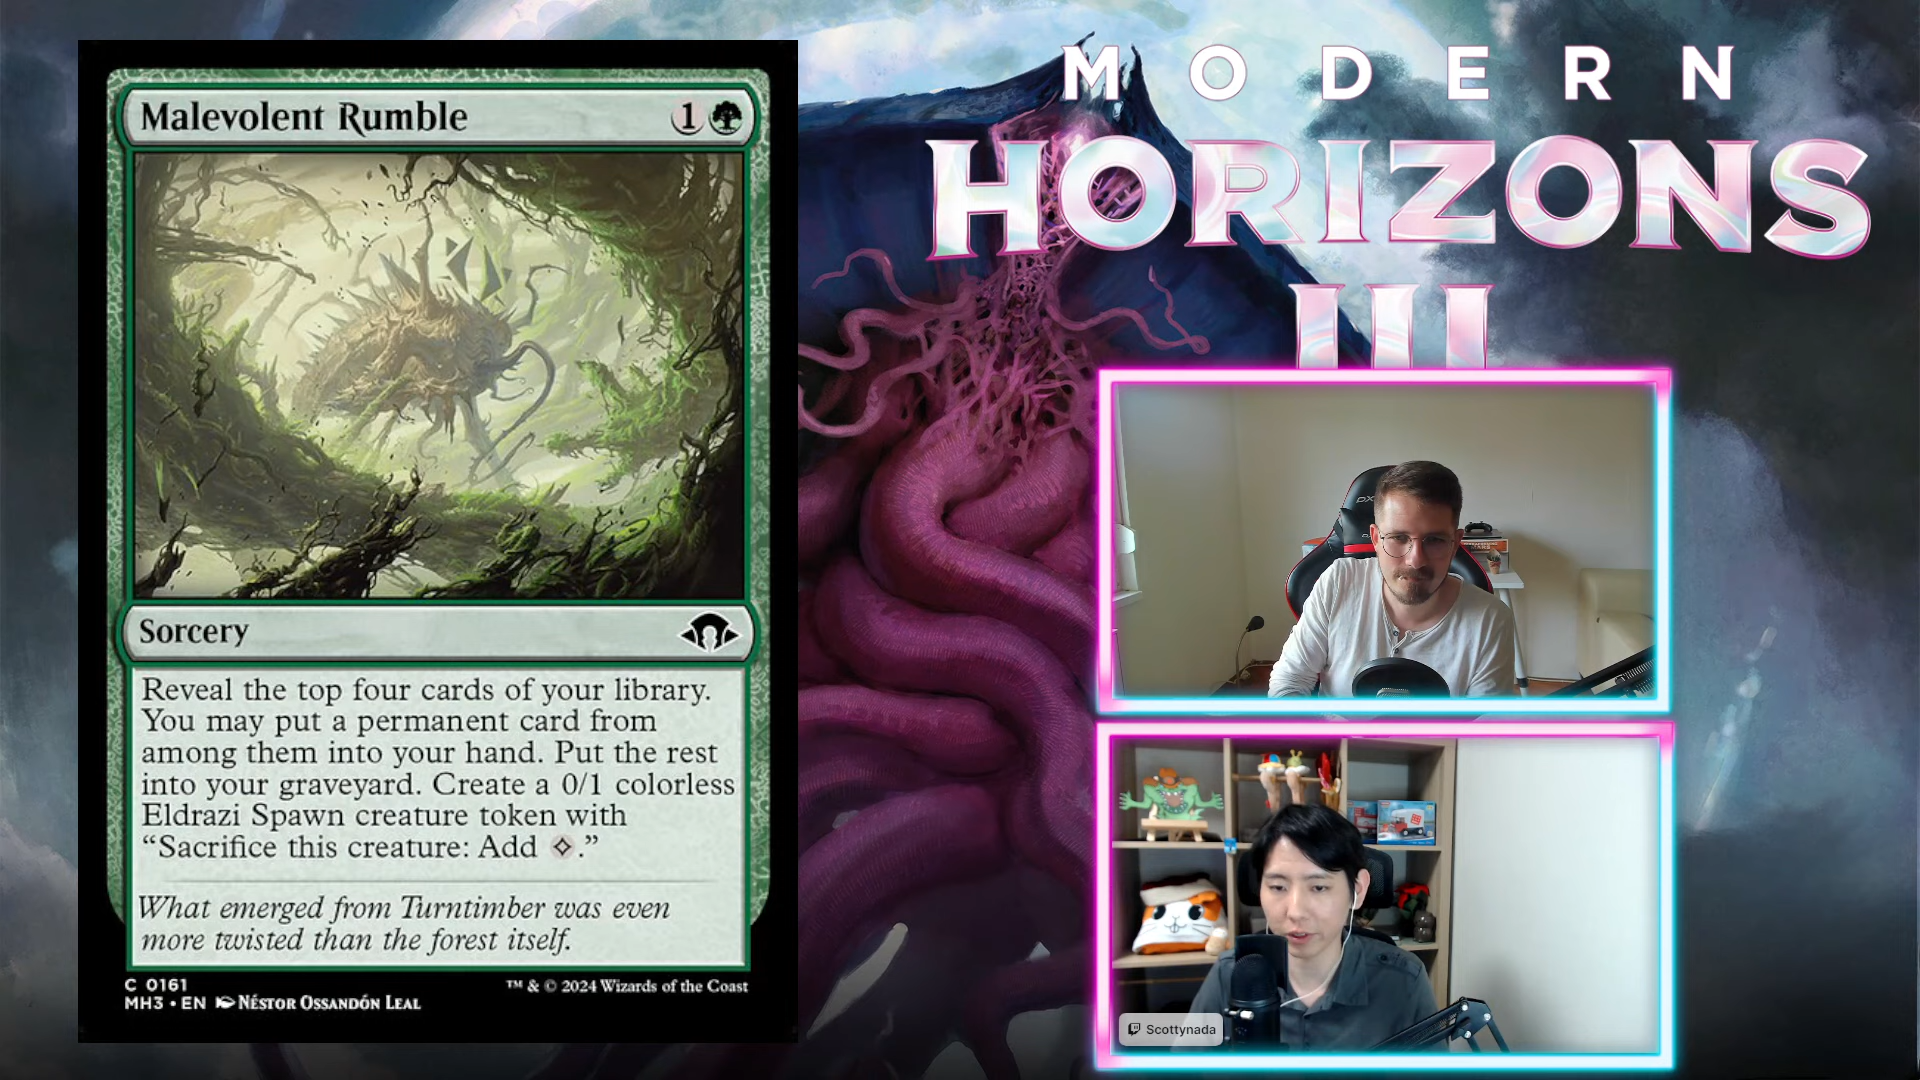 Malevolent Rumble 1
Sorcery
Reveal the top four cards of your library.
You may put a permanent card from
among them into your hand. Put the rest
into your graveyard. Create a 0/1 colorless
Eldrazi Spawn creature token with
“Sacrifice this creature: Add .”
What emerged from Turntimber was even
more twisted than the forest itself.
C 0161
MH3 • EN NÉSTOR OSSANDÓN LEAL
™ & © 2024 Wizards of the Coast
MODERN
HORIZONS
III
DX
MARS
Scottynada